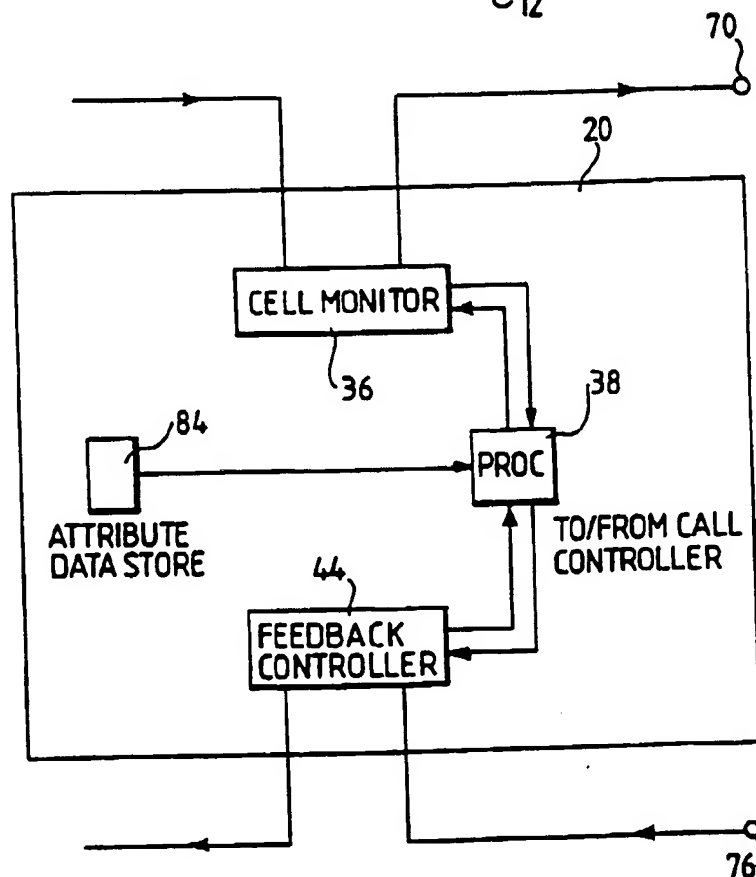 12
70
20
CELL MONITOR
36
38
84
PROC
ATTRIBUTE
DATA STORE
TO/FROM CALL
CONTROLLER
44
FEEDBACK
CONTROLLER
76